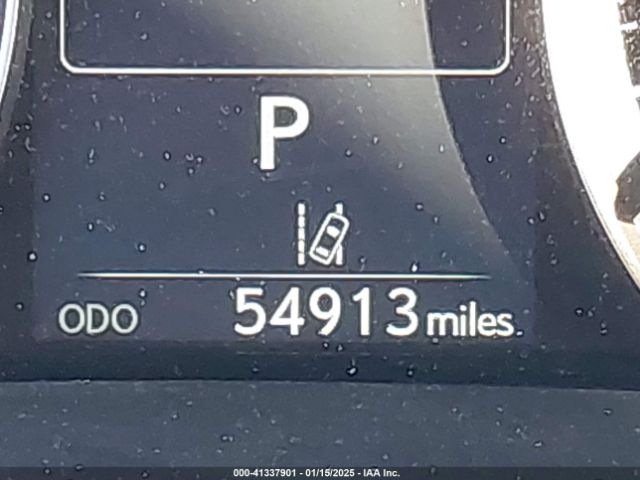 P
ODO 54913 miles
000-41337901 - 01/15/2025 - IAA Inc.